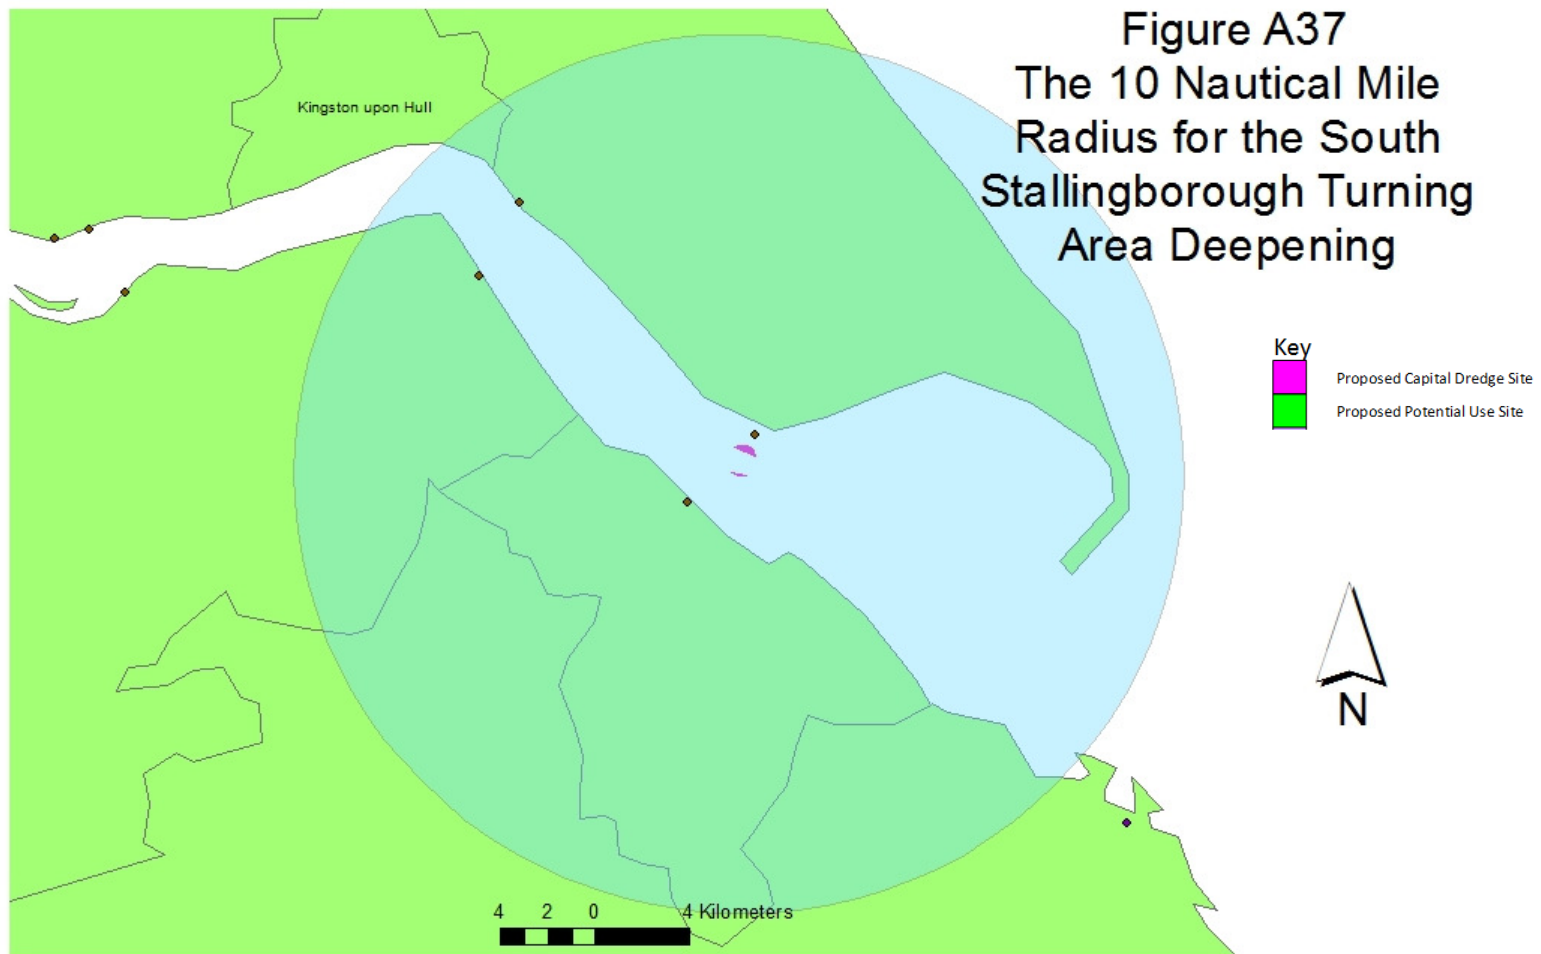 Figure A37
The 10 Nautical Mile
Radius for the South
Stallingborough Turning
Area Deepening
Kingston upon Hull
Key
Proposed Capital Dredge Site
Proposed Potential Use Site
N
4 2 0 4 Kilometers